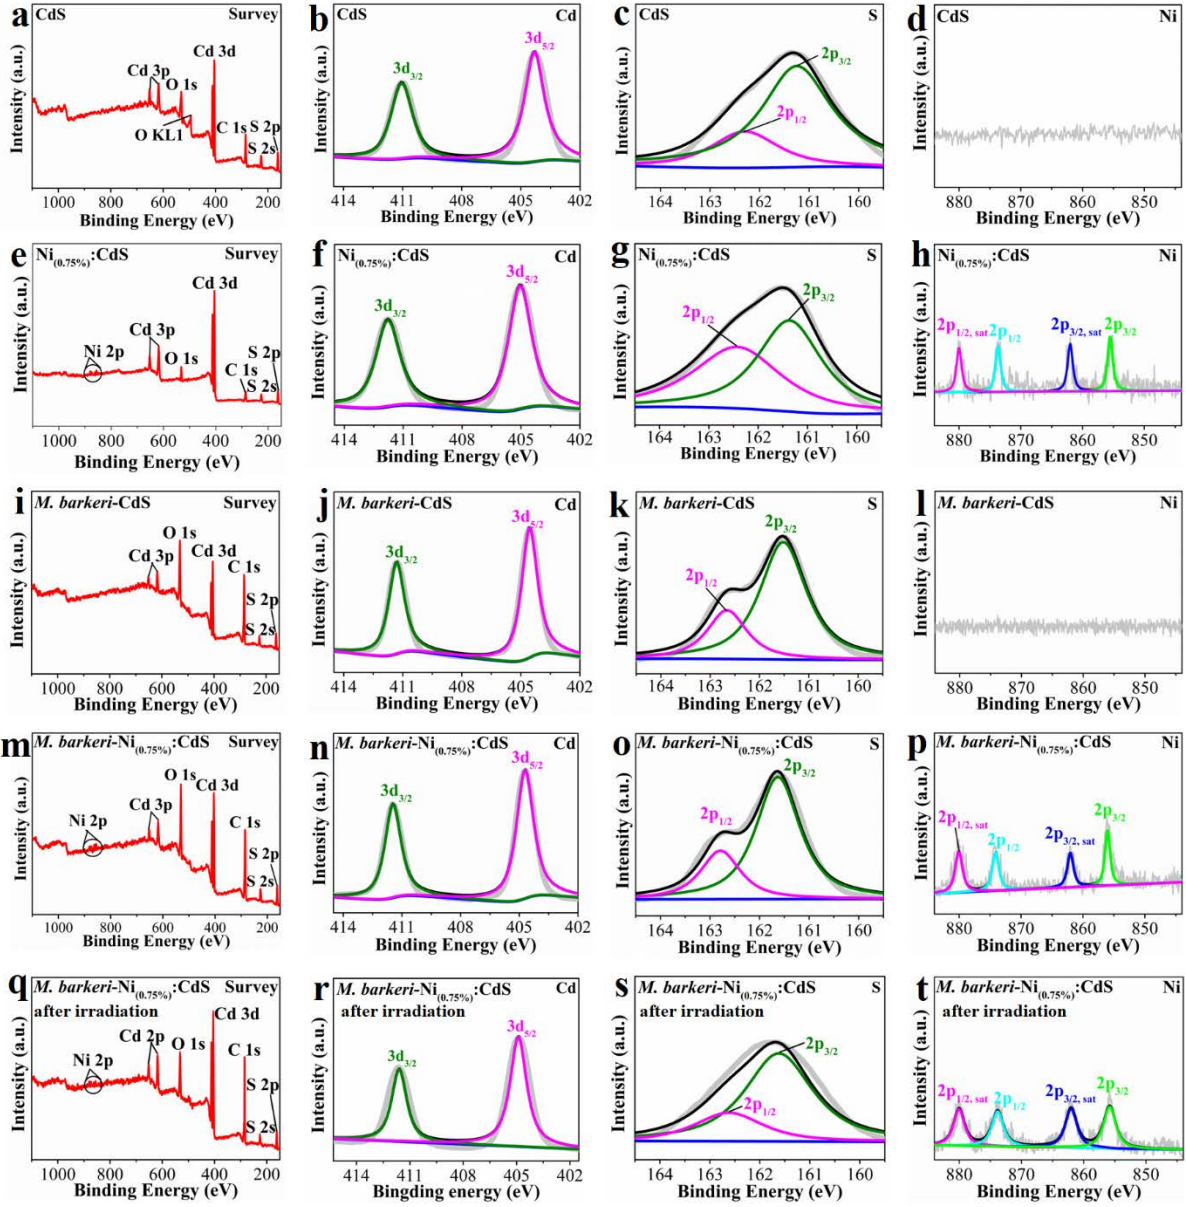 a CdS Survey
Cd 3d
Cd 3p
O 1s
O KL1
C 1s S 2p
S 2s
Intensity (a.u.)
1000 800 600 400 200
Binding Energy (eV)
b CdS Cd
3d5/2
3d3/2
Intensity (a.u.)
414 411 408 405 402
Binding Energy (eV)
c CdS S
2p3/2
2p1/2
Intensity (a.u.)
164 163 162 161 160
Binding Energy (eV)
d CdS Ni
Intensity (a.u.)
880 870 860 850
Binding Energy (eV)
e Ni(0.75%):CdS Survey
Cd 3d
Cd 3p
Ni 2p
O 1s
S 2p
C 1s
S 2s
Intensity (a.u.)
1000 800 600 400 200
Binding Energy (eV)
f Ni(0.75%):CdS Cd
3d5/2
3d3/2
Intensity (a.u.)
414 411 408 405 402
Binding Energy (eV)
g Ni(0.75%):CdS S
2p3/2
2p1/2
Intensity (a.u.)
164 163 162 161 160
Binding Energy (eV)
h Ni(0.75%):CdS Ni
2p1/2, sat 2p1/2 2p3/2, sat 2p3/2
Intensity (a.u.)
880 870 860 850
Binding Energy (eV)
i M. barkeri-CdS Survey
O 1s
Cd 3d
Cd 3p
C 1s
S 2p
S 2s
Intensity (a.u.)
1000 800 600 400 200
Binding Energy (eV)
j M. barkeri-CdS Cd
3d5/2
3d3/2
Intensity (a.u.)
414 411 408 405 402
Binding Energy (eV)
k M. barkeri-CdS S
2p3/2
2p1/2
Intensity (a.u.)
164 163 162 161 160
Binding Energy (eV)
l M. barkeri-CdS Ni
Intensity (a.u.)
880 870 860 850
Binding Energy (eV)
m M. barkeri-Ni(0.75%):CdS Survey
O 1s
Cd 3d
Cd 3p
Ni 2p
C 1s
S 2p
S 2s
Intensity (a.u.)
1000 800 600 400 200
Binding Energy (eV)
n M. barkeri-Ni(0.75%):CdS Cd
3d5/2
3d3/2
Intensity (a.u.)
414 411 408 405 402
Binding Energy (eV)
o M. barkeri-Ni(0.75%):CdS S
2p3/2
2p1/2
Intensity (a.u.)
164 163 162 161 160
Binding Energy (eV)
p M. barkeri-Ni(0.75%):CdS Ni
2p1/2, sat 2p1/2 2p3/2, sat 2p3/2
Intensity (a.u.)
880 870 860 850
Binding Energy (eV)
q M. barkeri-Ni(0.75%):CdS Survey
after irradiation
Cd 3d
Cd 2p
O 1s
C 1s
Ni 2p
S 2p
S 2s
Intensity (a.u.)
1000 800 600 400 200
Binding Energy (eV)
r M. barkeri-Ni(0.75%):CdS Cd
after irradiation
3d5/2
3d3/2
Intensity (a.u.)
414 411 408 405 402
Bingding energy (eV)
s M. barkeri-Ni(0.75%):CdS S
after irradiation
2p3/2
2p1/2
Intensity (a.u.)
164 163 162 161 160
Binding Energy (eV)
t M. barkeri-Ni(0.75%):CdS Ni
after irradiation
2p1/2, sat 2p1/2 2p3/2, sat 2p3/2
Intensity (a.u.)
880 870 860 850
Binding Energy (eV)